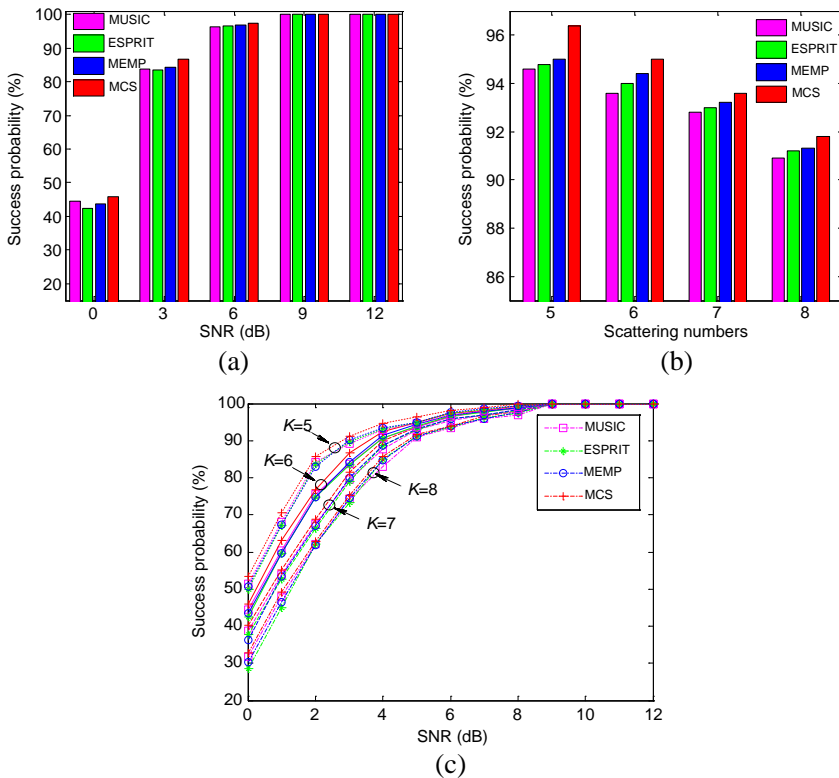 100
90
80
70
60
50
40
30
20
Success probability (%)
MUSIC
ESPRIT
MEMP
MCS
0
3
6
9
12
SNR (dB)
(a)
96
94
92
90
88
86
Success probability (%)
MUSIC
ESPRIT
MEMP
MCS
5
6
7
8
Scattering numbers
(b)
100
90
80
70
60
50
40
30
20
Success probability (%)
K=5
K=6
K=8
K=7
MUSIC
ESPRIT
MEMP
MCS
0
2
4
6
8
10
12
SNR (dB)
(c)